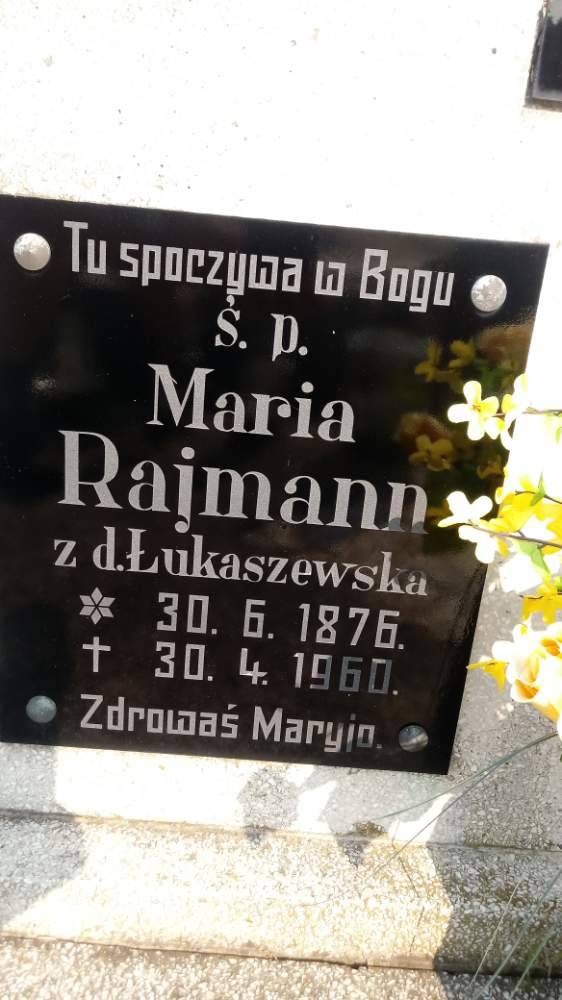 Tu spoczywa w Bogu
ś. p.
Maria
Rajmann
z d.Łukaszewska
* 30. 6. 1876.
† 30. 4. 1960.
Zdrowaś Maryjo.